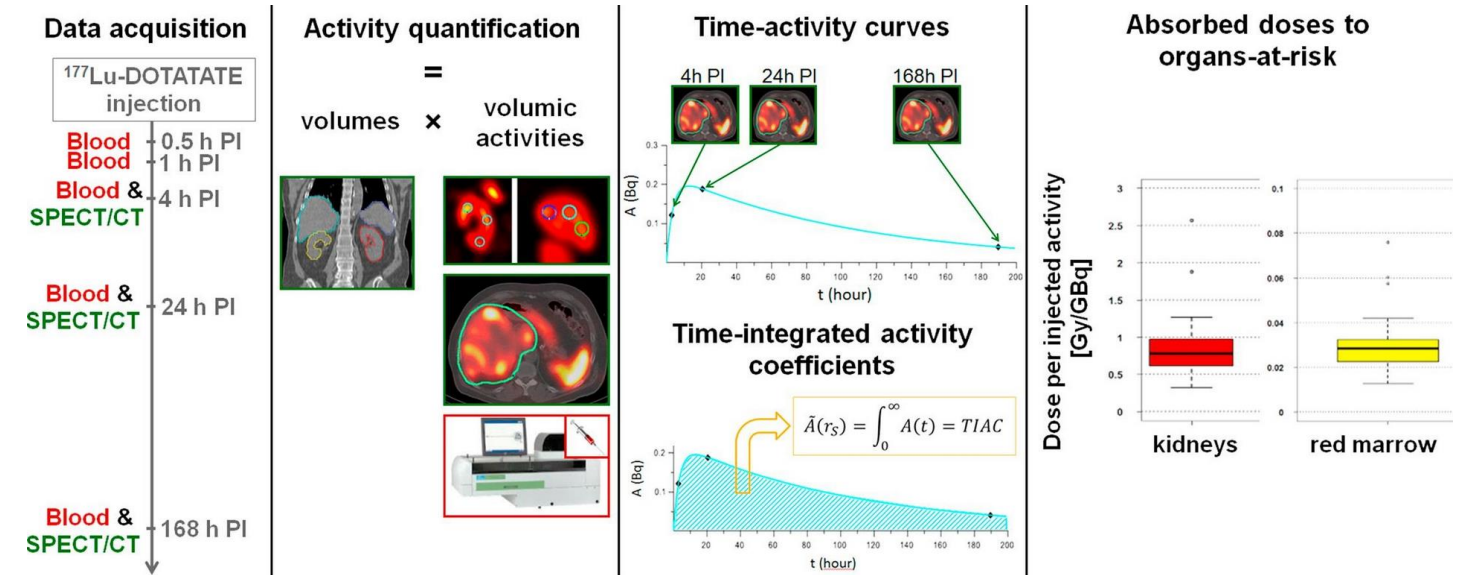 Data acquisition
¹⁷⁷Lu-DOTATATE
injection
Blood 0.5 h PI
Blood 1 h PI
Blood &
SPECT/CT
4 h PI
Blood &
SPECT/CT
24 h PI
Blood &
SPECT/CT
168 h PI
Activity quantification
=
volumes × volumic
activities
Time-activity curves
4h PI 24h PI 168h PI
A (Bq)
0.3
0.2
0.1
20 40 60 80 100 120 140 160 180 200
t (hour)
Time-integrated activity
coefficients
Ã(r_S) = ∫₀^∞ A(t) = TIAC
A (Bq)
0.2
0.1
20 40 60 80 100 120 140 160 180 200
t (hour)
Absorbed doses to
organs-at-risk
Dose per injected activity
[Gy/GBq]
3
2.5
2
1.5
1
0.5
0
kidneys
0.1
0.08
0.06
0.04
0.02
0
red marrow